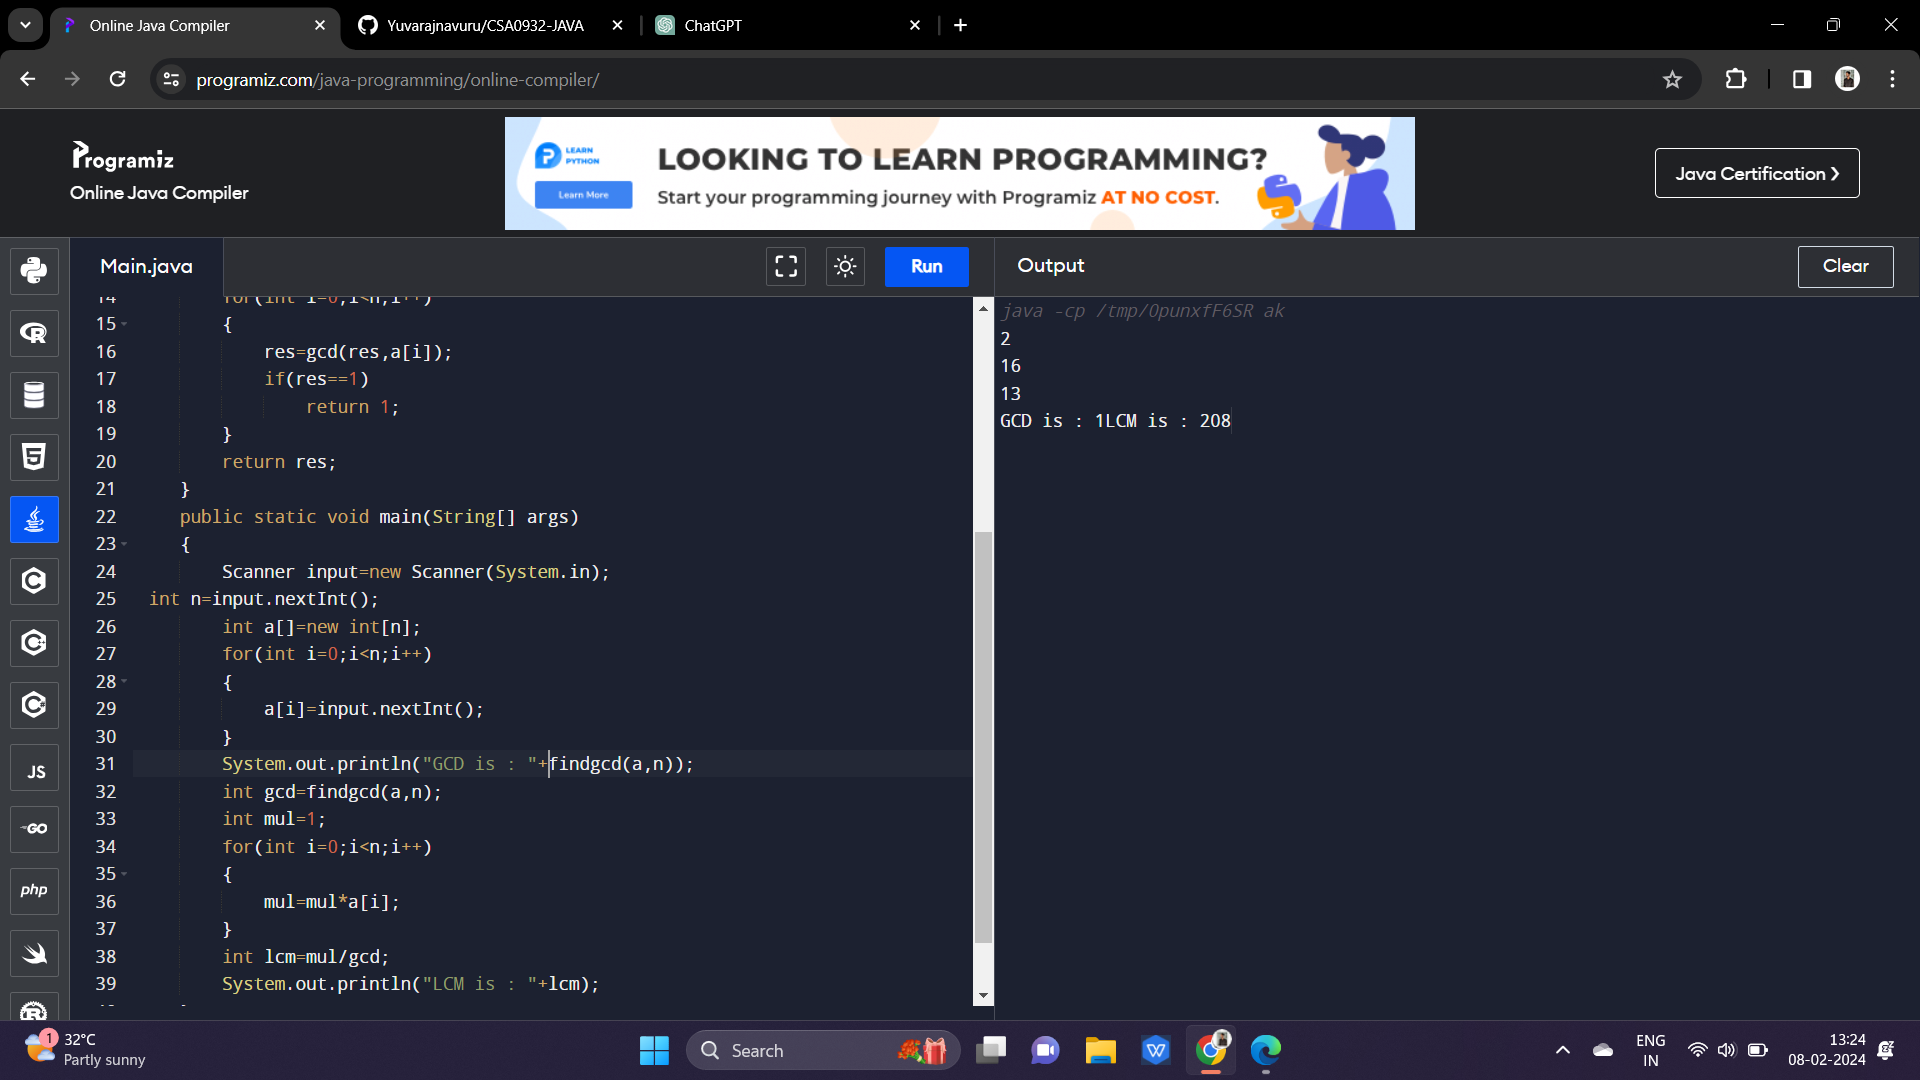 Online Java Compiler
Yuvarajnavuru/CSA0932-JAVA
ChatGPT
programiz.com/java-programming/online-compiler/
Programiz
Online Java Compiler
LEARN
PYTHON
Learn More
LOOKING TO LEARN PROGRAMMING?
Start your programming journey with Programiz AT NO COST.
Java Certification ❯
Main.java
Run
Output
Clear
14 for(int i=0;i<n;i++)
15 {
16 res=gcd(res,a[i]);
17 if(res==1)
18 return 1;
19 }
20 return res;
21 }
22 public static void main(String[] args)
23 {
24 Scanner input=new Scanner(System.in);
25 int n=input.nextInt();
26 int a[]=new int[n];
27 for(int i=0;i<n;i++)
28 {
29 a[i]=input.nextInt();
30 }
31 System.out.println("GCD is : "+findgcd(a,n));
32 int gcd=findgcd(a,n);
33 int mul=1;
34 for(int i=0;i<n;i++)
35 {
36 mul=mul*a[i];
37 }
38 int lcm=mul/gcd;
39 System.out.println("LCM is : "+lcm);
java -cp /tmp/0punxfF6SR ak
2
16
13
GCD is : 1LCM is : 208
JS
GO
php
1
32°C
Partly sunny
Search
ENG
IN
13:24
08-02-2024